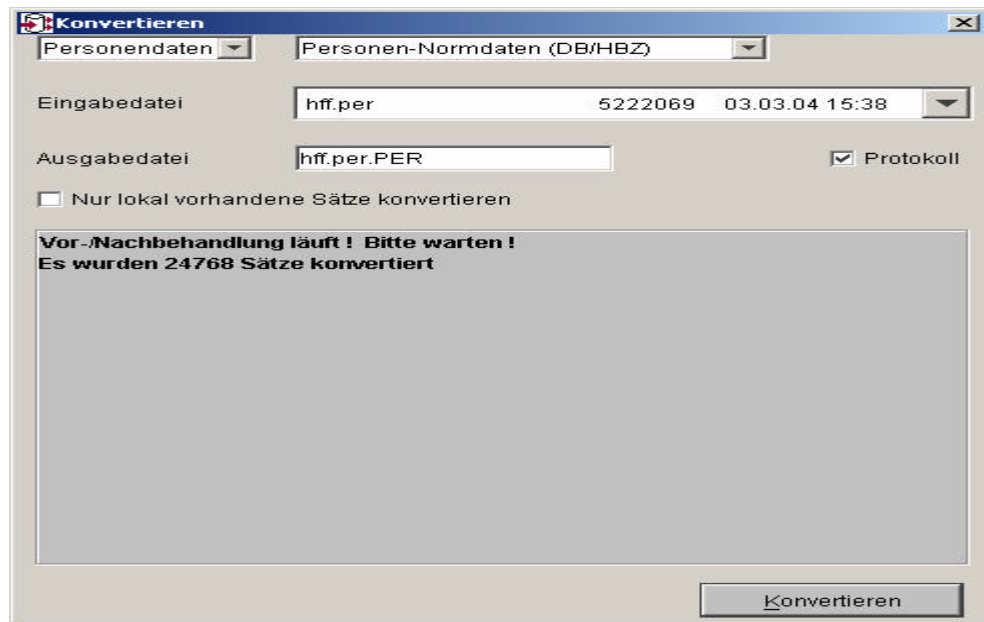 Konvertieren
Personendaten Personen-Normdaten (DB/HBZ)
Eingabedatei hff.per 5222069 03.03.04 15:38
Ausgabedatei hff.per.PER Protokoll
Nur lokal vorhandene Sätze konvertieren
Vor-/Nachbehandlung läuft ! Bitte warten !
Es wurden 24768 Sätze konvertiert
Konvertieren